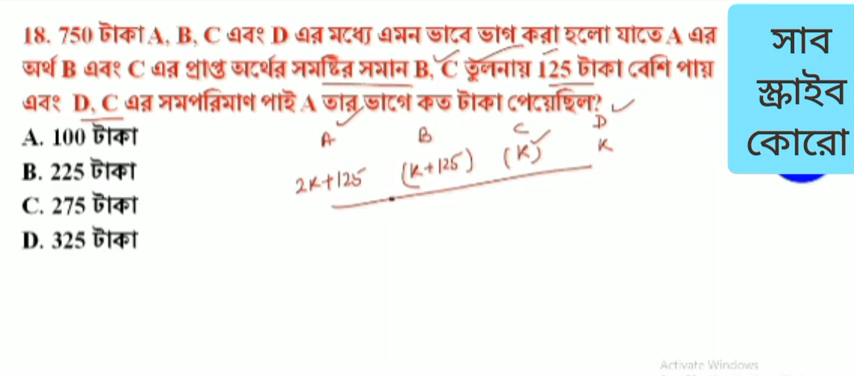 18. 750 টাকা A, B, C এবং D এর মধ্যে এমন ভাবে ভাগ করা হলো যাতে A এর
অর্থ B এবং C এর প্রাপ্ত অর্থের সমষ্টির সমান B, C তুলনায় 125 টাকা বেশি পায়
এবং D, C এর সমপরিমাণ পাই A তার ভাগে কত টাকা পেয়েছিল?
A. 100 টাকা
B. 225 টাকা
C. 275 টাকা
D. 325 টাকা
A B C D
2K+125 (K+125) (K) K
সাব
স্ক্রাইব
কোরো
Activate Windows